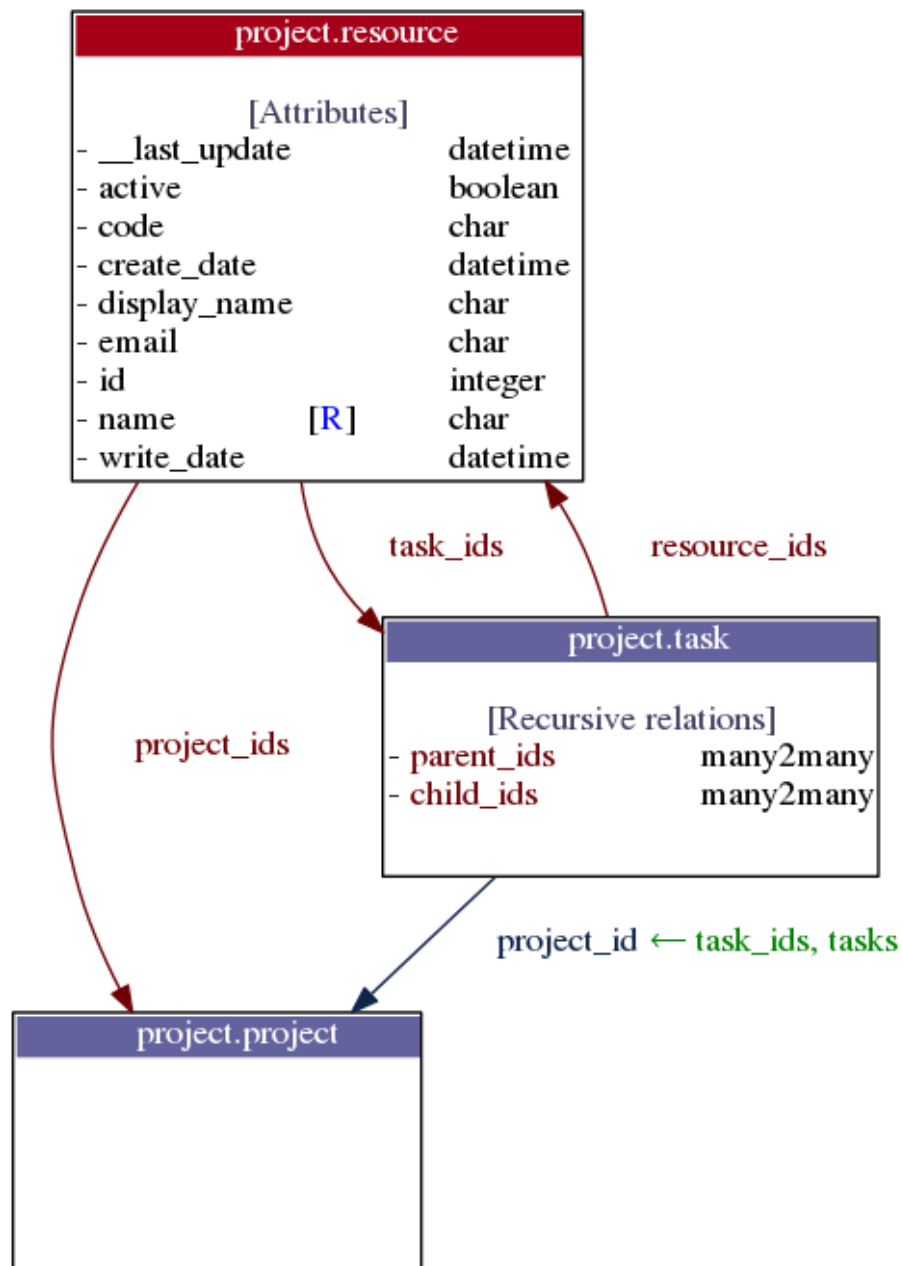 project.resource
[Attributes]
- __last_update datetime
- active boolean
- code char
- create_date datetime
- display_name char
- email char
- id integer
- name [R] char
- write_date datetime
task_ids resource_ids
project.task
[Recursive relations]
- parent_ids many2many
- child_ids many2many
project_ids
project_id ← task_ids, tasks
project.project